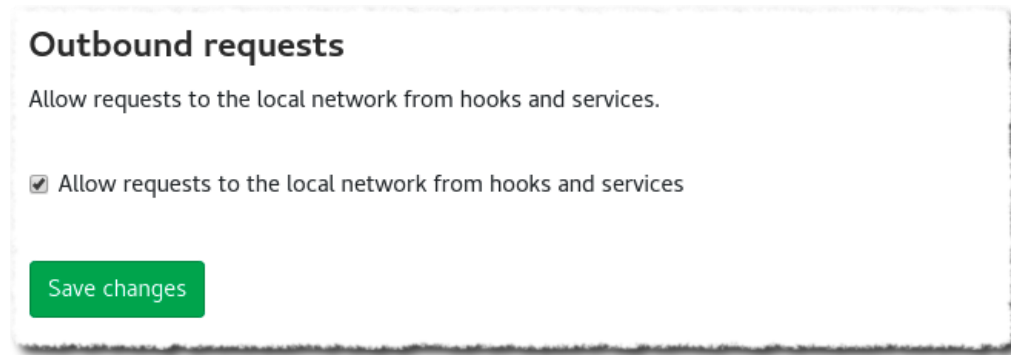 Outbound requests
Allow requests to the local network from hooks and services.
Allow requests to the local network from hooks and services
Save changes